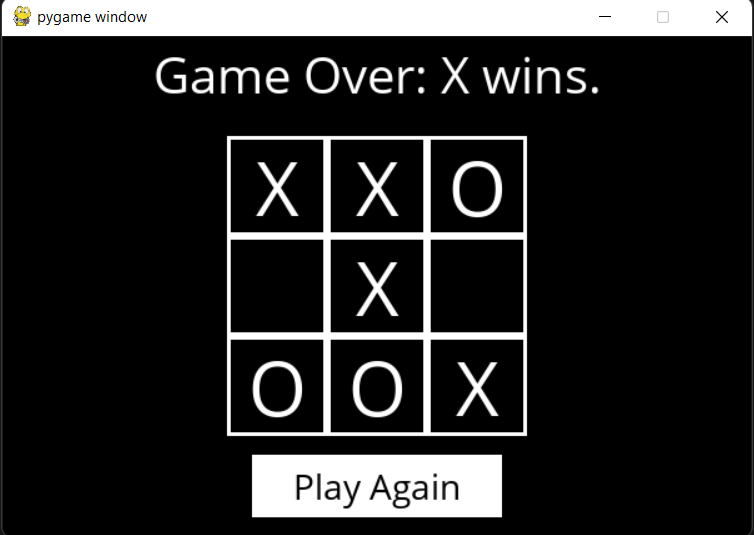 pygame window
Game Over: X wins.
X X O
X
O O X
Play Again